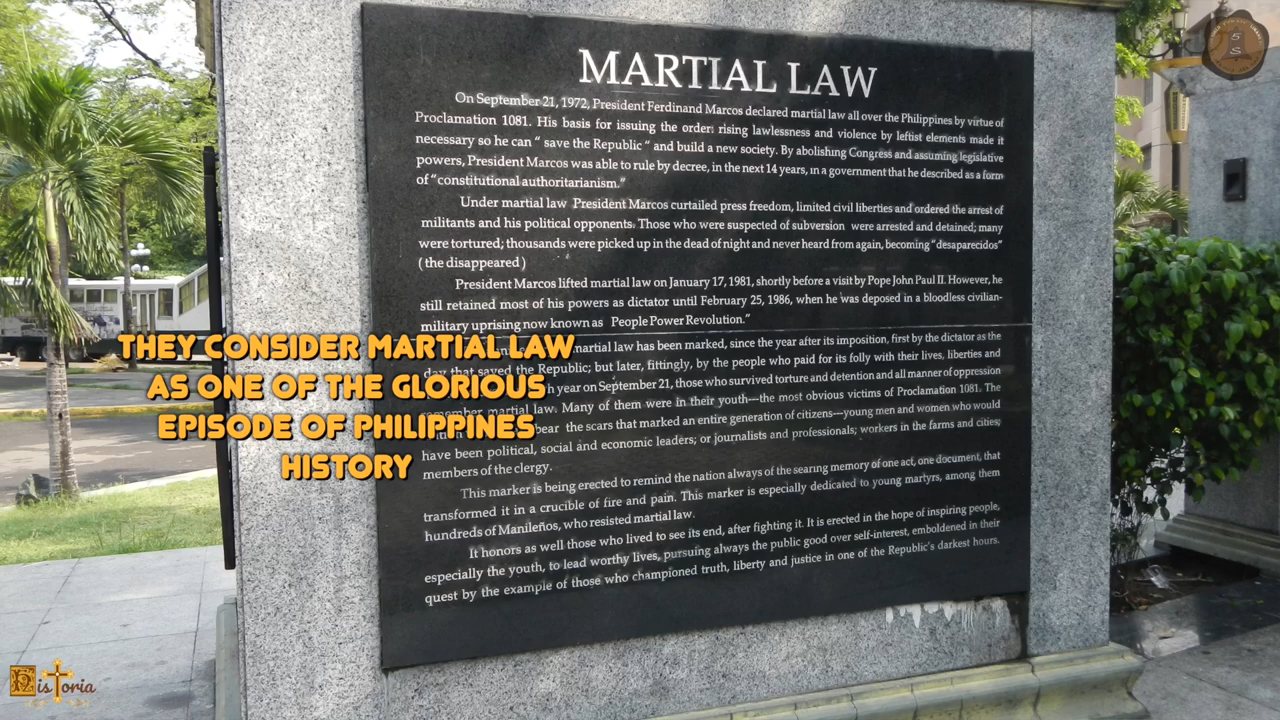 MARTIAL LAW
On September 21, 1972, President Ferdinand Marcos declared martial law all over the Philippines by virtue of
Proclamation 1081. His basis for issuing the order: rising lawlessness and violence by leftist elements made it
necessary so he can " save the Republic " and build a new society. By abolishing Congress and assuming legislative
powers, President Marcos was able to rule by decree, in the next 14 years, in a government that he described as a form
of "constitutional authoritarianism."
Under martial law President Marcos curtailed press freedom, limited civil liberties and ordered the arrest of
militants and his political opponents. Those who were suspected of subversion were arrested and detained; many
were tortured; thousands were picked up in the dead of night and never heard from again, becoming "desaparecidos"
( the disappeared )
President Marcos lifted martial law on January 17, 1981, shortly before a visit by Pope John Paul II. However, he
still retained most of his powers as dictator until February 25, 1986, when he was deposed in a bloodless civilian-
military uprising now known as People Power Revolution."
martial law has been marked, since the year after its imposition, first by the dictator as the
day that saved the Republic; but later, fittingly, by the people who paid for its folly with their lives, liberties and
h year on September 21, those who survived torture and detention and all manner of oppression
remember martial law. Many of them were in their youth—the most obvious victims of Proclamation 1081. The
bear the scars that marked an entire generation of citizens—young men and women who would
have been political, social and economic leaders; or journalists and professionals; workers in the farms and cities;
members of the clergy.
This marker is being erected to remind the nation always of the searing memory of one act, one document, that
transformed it in a crucible of fire and pain. This marker is especially dedicated to young martyrs, among them
hundreds of Manileños, who resisted martial law.
It honors as well those who lived to see its end, after fighting it. It is erected in the hope of inspiring people,
especially the youth, to lead worthy lives, pursuing always the public good over self-interest, emboldened in their
quest by the example of those who championed truth, liberty and justice in one of the Republic's darkest hours.
THEY CONSIDER MARTIAL LAW
AS ONE OF THE GLORIOUS
EPISODE OF PHILIPPINES
HISTORY
Historia
5
S